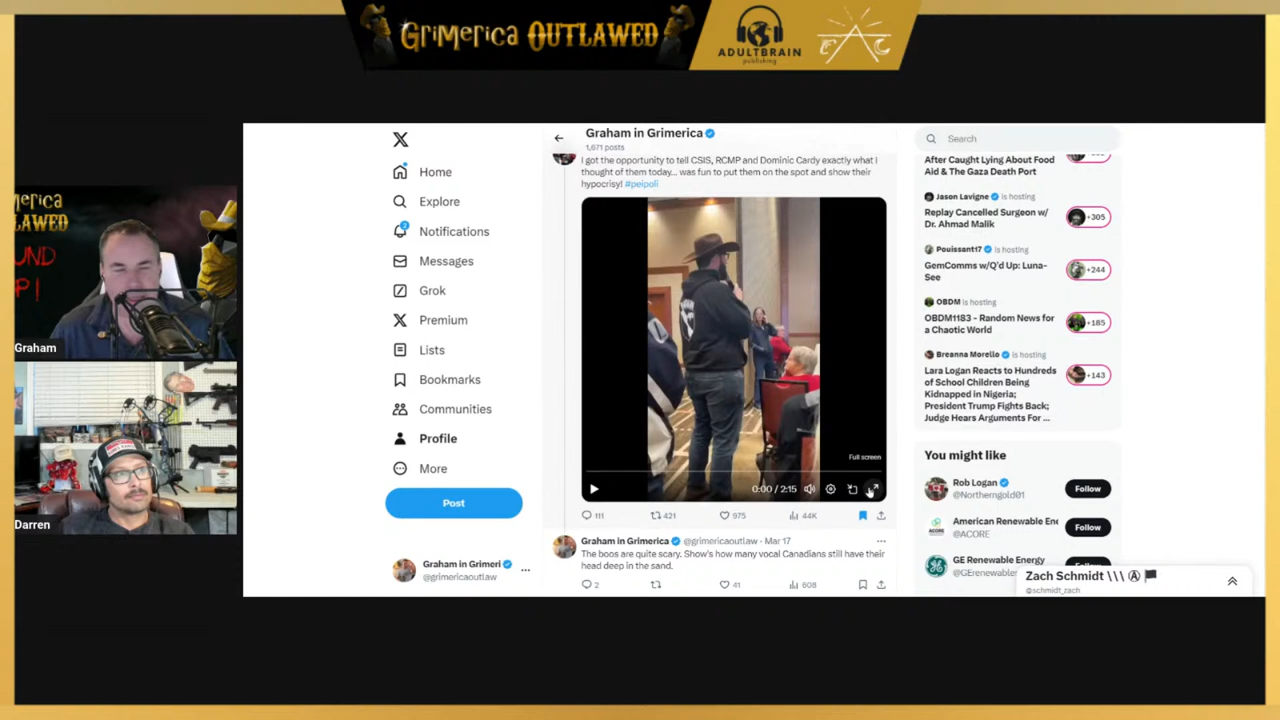 GRIMERICA OUTLAWED
ADULTBRAIN
publishing
Graham
Darren
Home
Explore
Notifications
Messages
Grok
Premium
Lists
Bookmarks
Communities
Profile
More
Post
Graham in Grimeri
@grimericaoutlaw
Graham in Grimerica
1,671 posts
I got the opportunity to tell CSIS, RCMP and Dominic Cardy exactly what I
thought of them today... was fun to put them on the spot and show their
hypocrisy! #peipoli
Full screen
0:00 / 2:15
111
421
975
44K
Graham in Grimerica @grimericaoutlaw · Mar 17
The boos are quite scary. Show's how many vocal Canadians still have their
head deep in the sand.
2
41
608
Search
After Caught Lying About Food
Aid & The Gaza Death Port
Jason Lavigne is hosting
Replay Cancelled Surgeon w/
Dr. Ahmad Malik
+305
Pouissant17 is hosting
GemComms w/Q'd Up: Luna-
See
+244
OBDM is hosting
OBDM1183 - Random News for
a Chaotic World
+185
Breanna Morello is hosting
Lara Logan Reacts to Hundreds
of School Children Being
Kidnapped in Nigeria;
President Trump Fights Back;
Judge Hears Arguments For ...
+143
You might like
Rob Logan
@Northerngold01
Follow
American Renewable Ene
@ACORE
Follow
GE Renewable Energy
@GErenewables
Zach Schmidt \\\ Ⓐ
@schmidt_zach